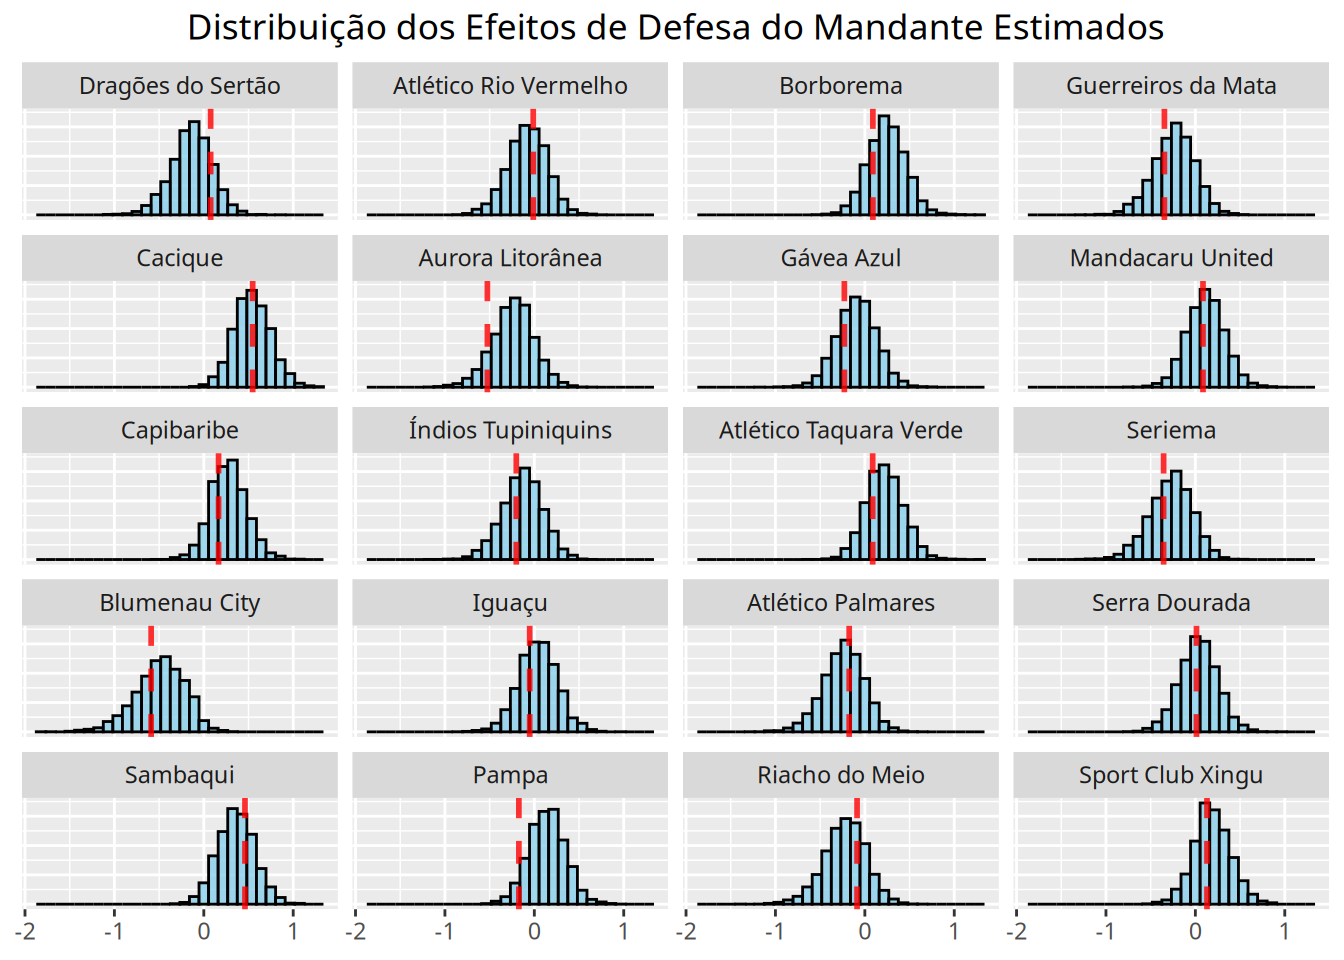 Distribuição dos Efeitos de Defesa do Mandante Estimados
Dragões do Sertão
Atlético Rio Vermelho
Borborema
Guerreiros da Mata
Cacique
Aurora Litorânea
Gávea Azul
Mandacaru United
Capibaribe
Índios Tupiniquins
Atlético Taquara Verde
Seriema
Blumenau City
Iguaçu
Atlético Palmares
Serra Dourada
Sambaqui
Pampa
Riacho do Meio
Sport Club Xingu
-2 -1 0 1 -2 -1 0 1 -2 -1 0 1 -2 -1 0 1